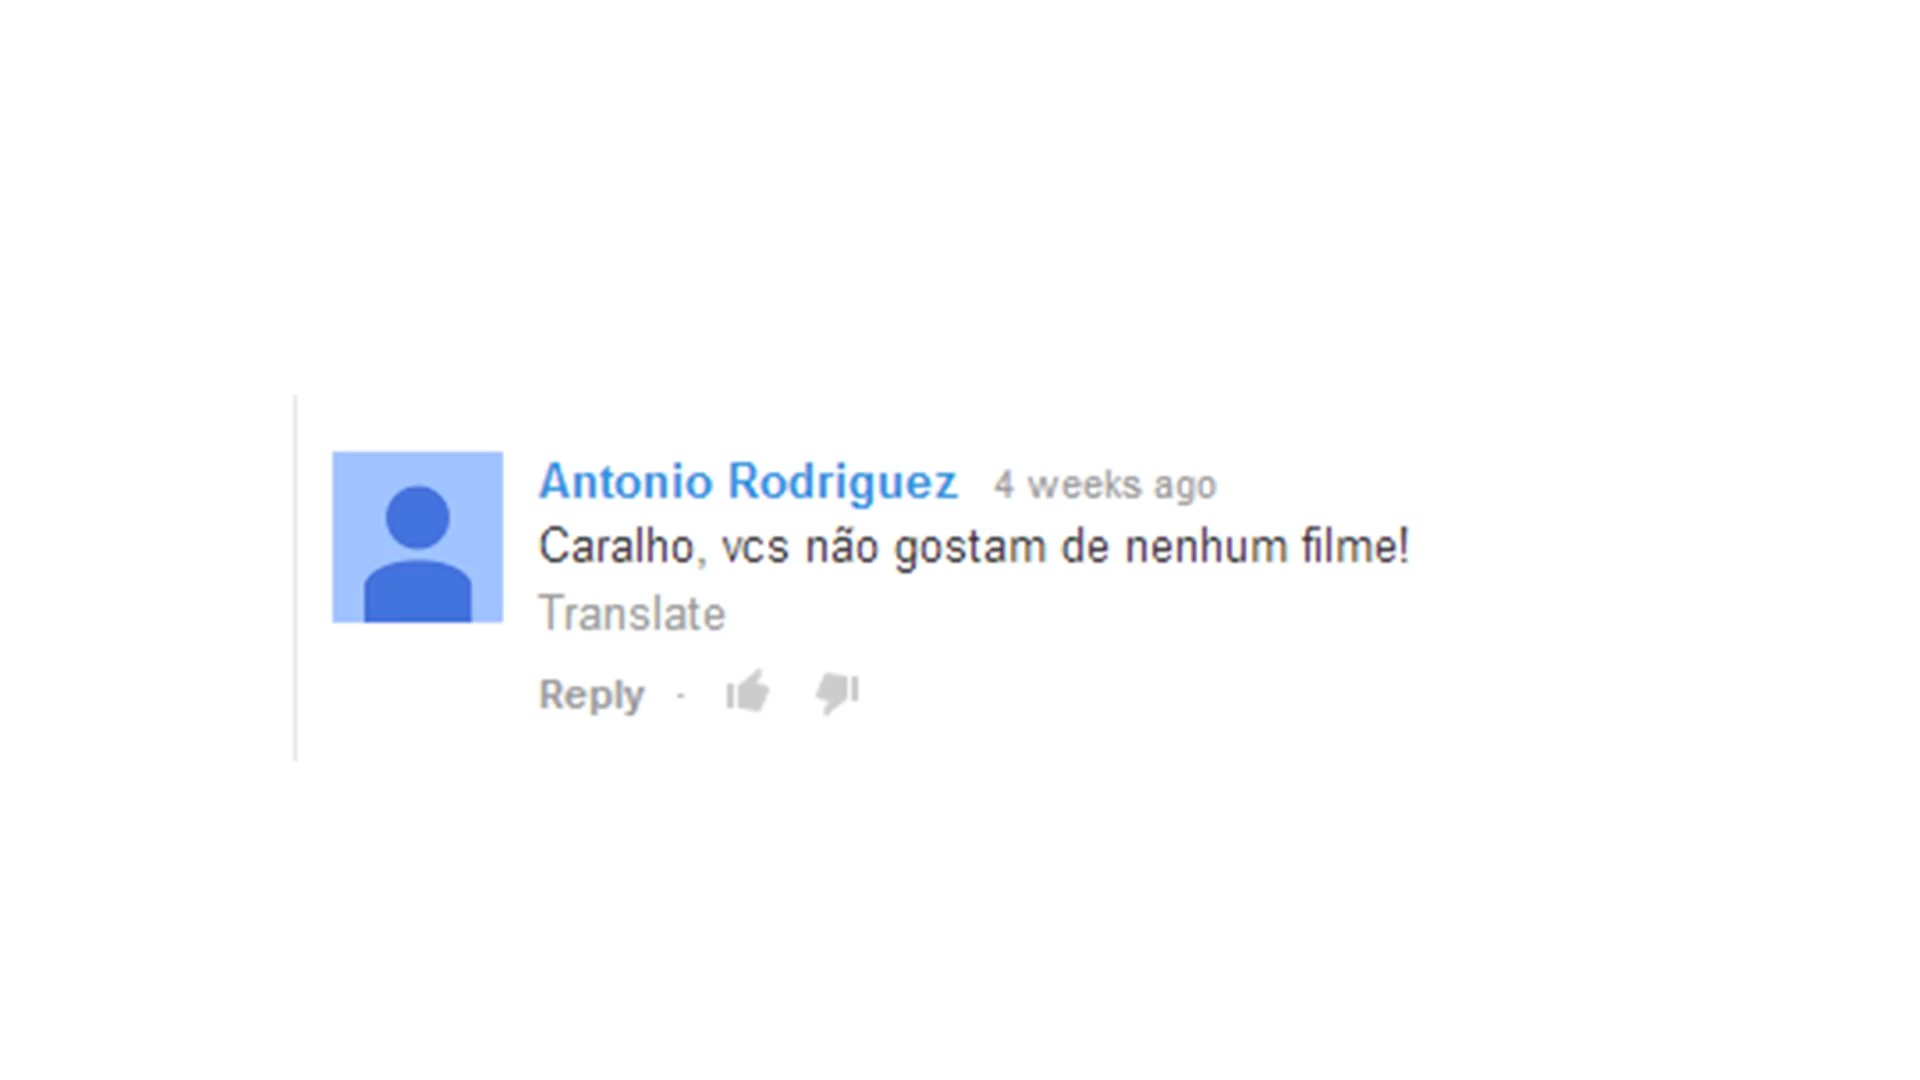 Antonio Rodriguez 4 weeks ago
Caralho, vcs não gostam de nenhum filme!
Translate
Reply ·